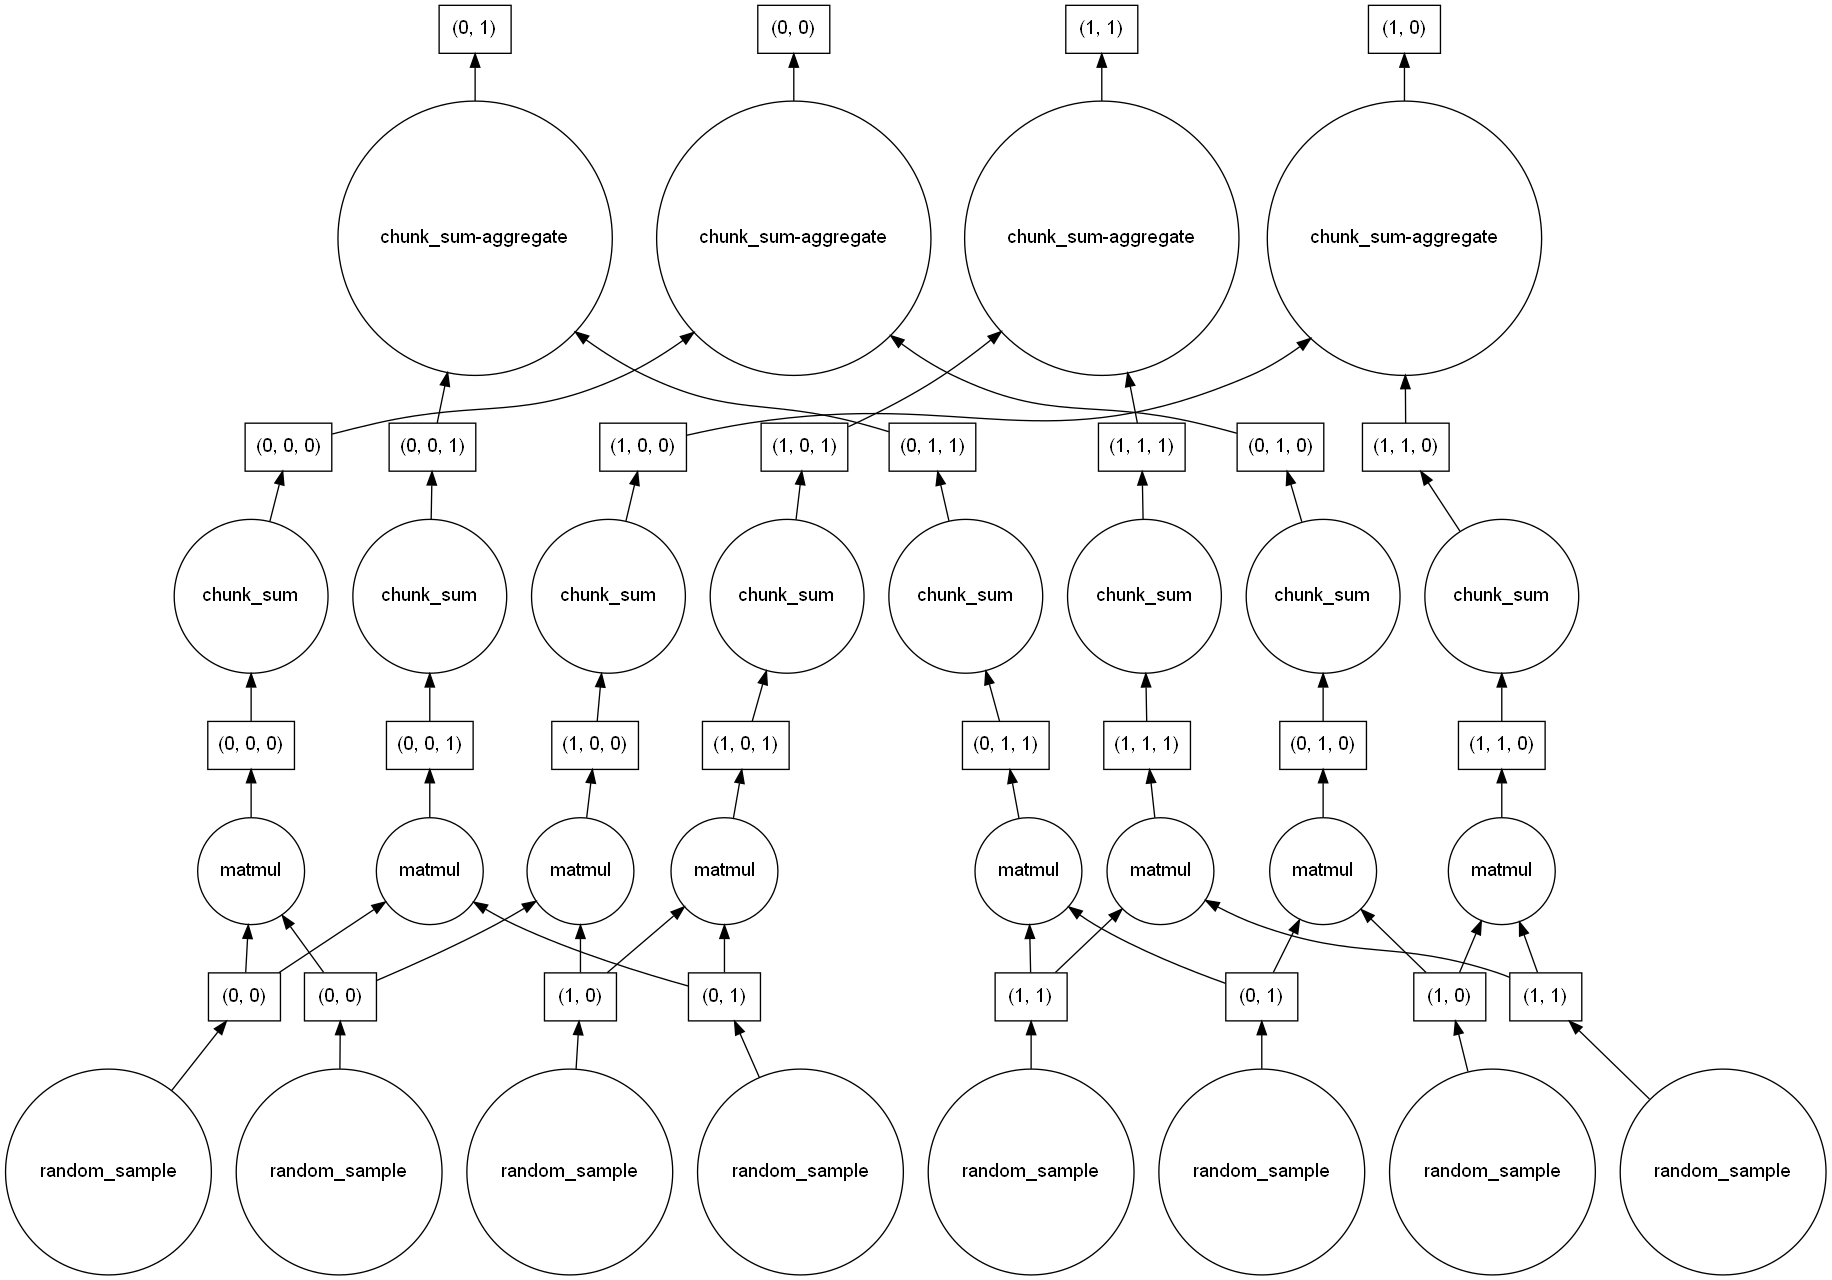 (0, 1)
(0, 0)
(1, 1)
(1, 0)
chunk_sum-aggregate
chunk_sum-aggregate
chunk_sum-aggregate
chunk_sum-aggregate
(0, 0, 0)
(0, 0, 1)
(1, 0, 0)
(1, 0, 1)
(0, 1, 1)
(1, 1, 1)
(0, 1, 0)
(1, 1, 0)
chunk_sum
chunk_sum
chunk_sum
chunk_sum
chunk_sum
chunk_sum
chunk_sum
chunk_sum
(0, 0, 0)
(0, 0, 1)
(1, 0, 0)
(1, 0, 1)
(0, 1, 1)
(1, 1, 1)
(0, 1, 0)
(1, 1, 0)
matmul
matmul
matmul
matmul
matmul
matmul
matmul
matmul
(0, 0)
(0, 0)
(1, 0)
(0, 1)
(1, 1)
(0, 1)
(1, 0)
(1, 1)
random_sample
random_sample
random_sample
random_sample
random_sample
random_sample
random_sample
random_sample